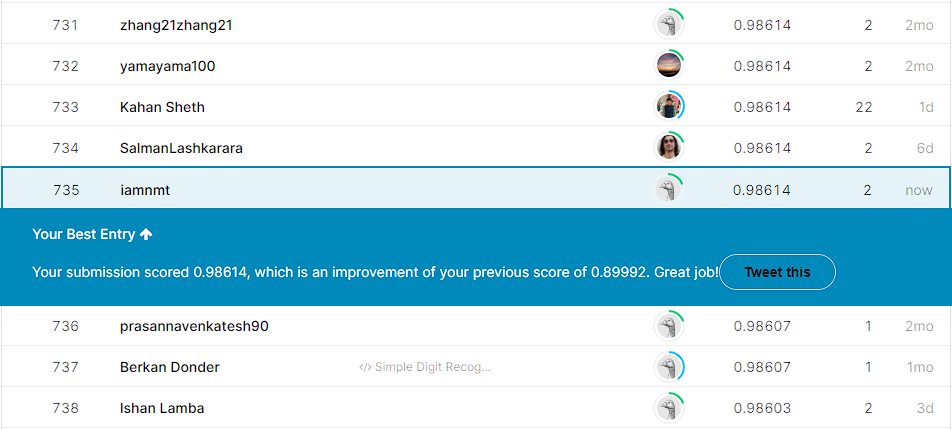 731 zhang21zhang21 0.98614 2 2mo
732 yamayama100 0.98614 2 2mo
733 Kahan Sheth 0.98614 22 1d
734 SalmanLashkarara 0.98614 2 6d
735 iamnmt 0.98614 2 now
Your Best Entry
Your submission scored 0.98614, which is an improvement of your previous score of 0.89992. Great job! Tweet this
736 prasannavenkatesh90 0.98607 1 2mo
737 Berkan Donder </> Simple Digit Recog... 0.98607 1 1mo
738 Ishan Lamba 0.98603 2 3d